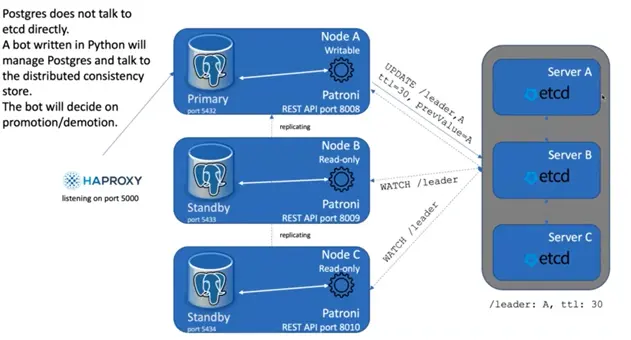 Postgres does not talk to
etcd directly.
A bot written in Python will
manage Postgres and talk to
the distributed consistency
store.
The bot will decide on
promotion/demotion.
HAPROXY
listening on port 5000
Node A
Writable
Primary
port 5432
Patroni
REST API port 8008
replicating
Node B
Read-only
Standby
port 5433
Patroni
REST API port 8009
replicating
Node C
Read-only
Standby
port 5434
Patroni
REST API port 8010
UPDATE /leader,A
ttl=30, prevValue=A
WATCH /leader
WATCH /leader
Server A
etcd
Server B
etcd
Server C
etcd
/leader: A, ttl: 30